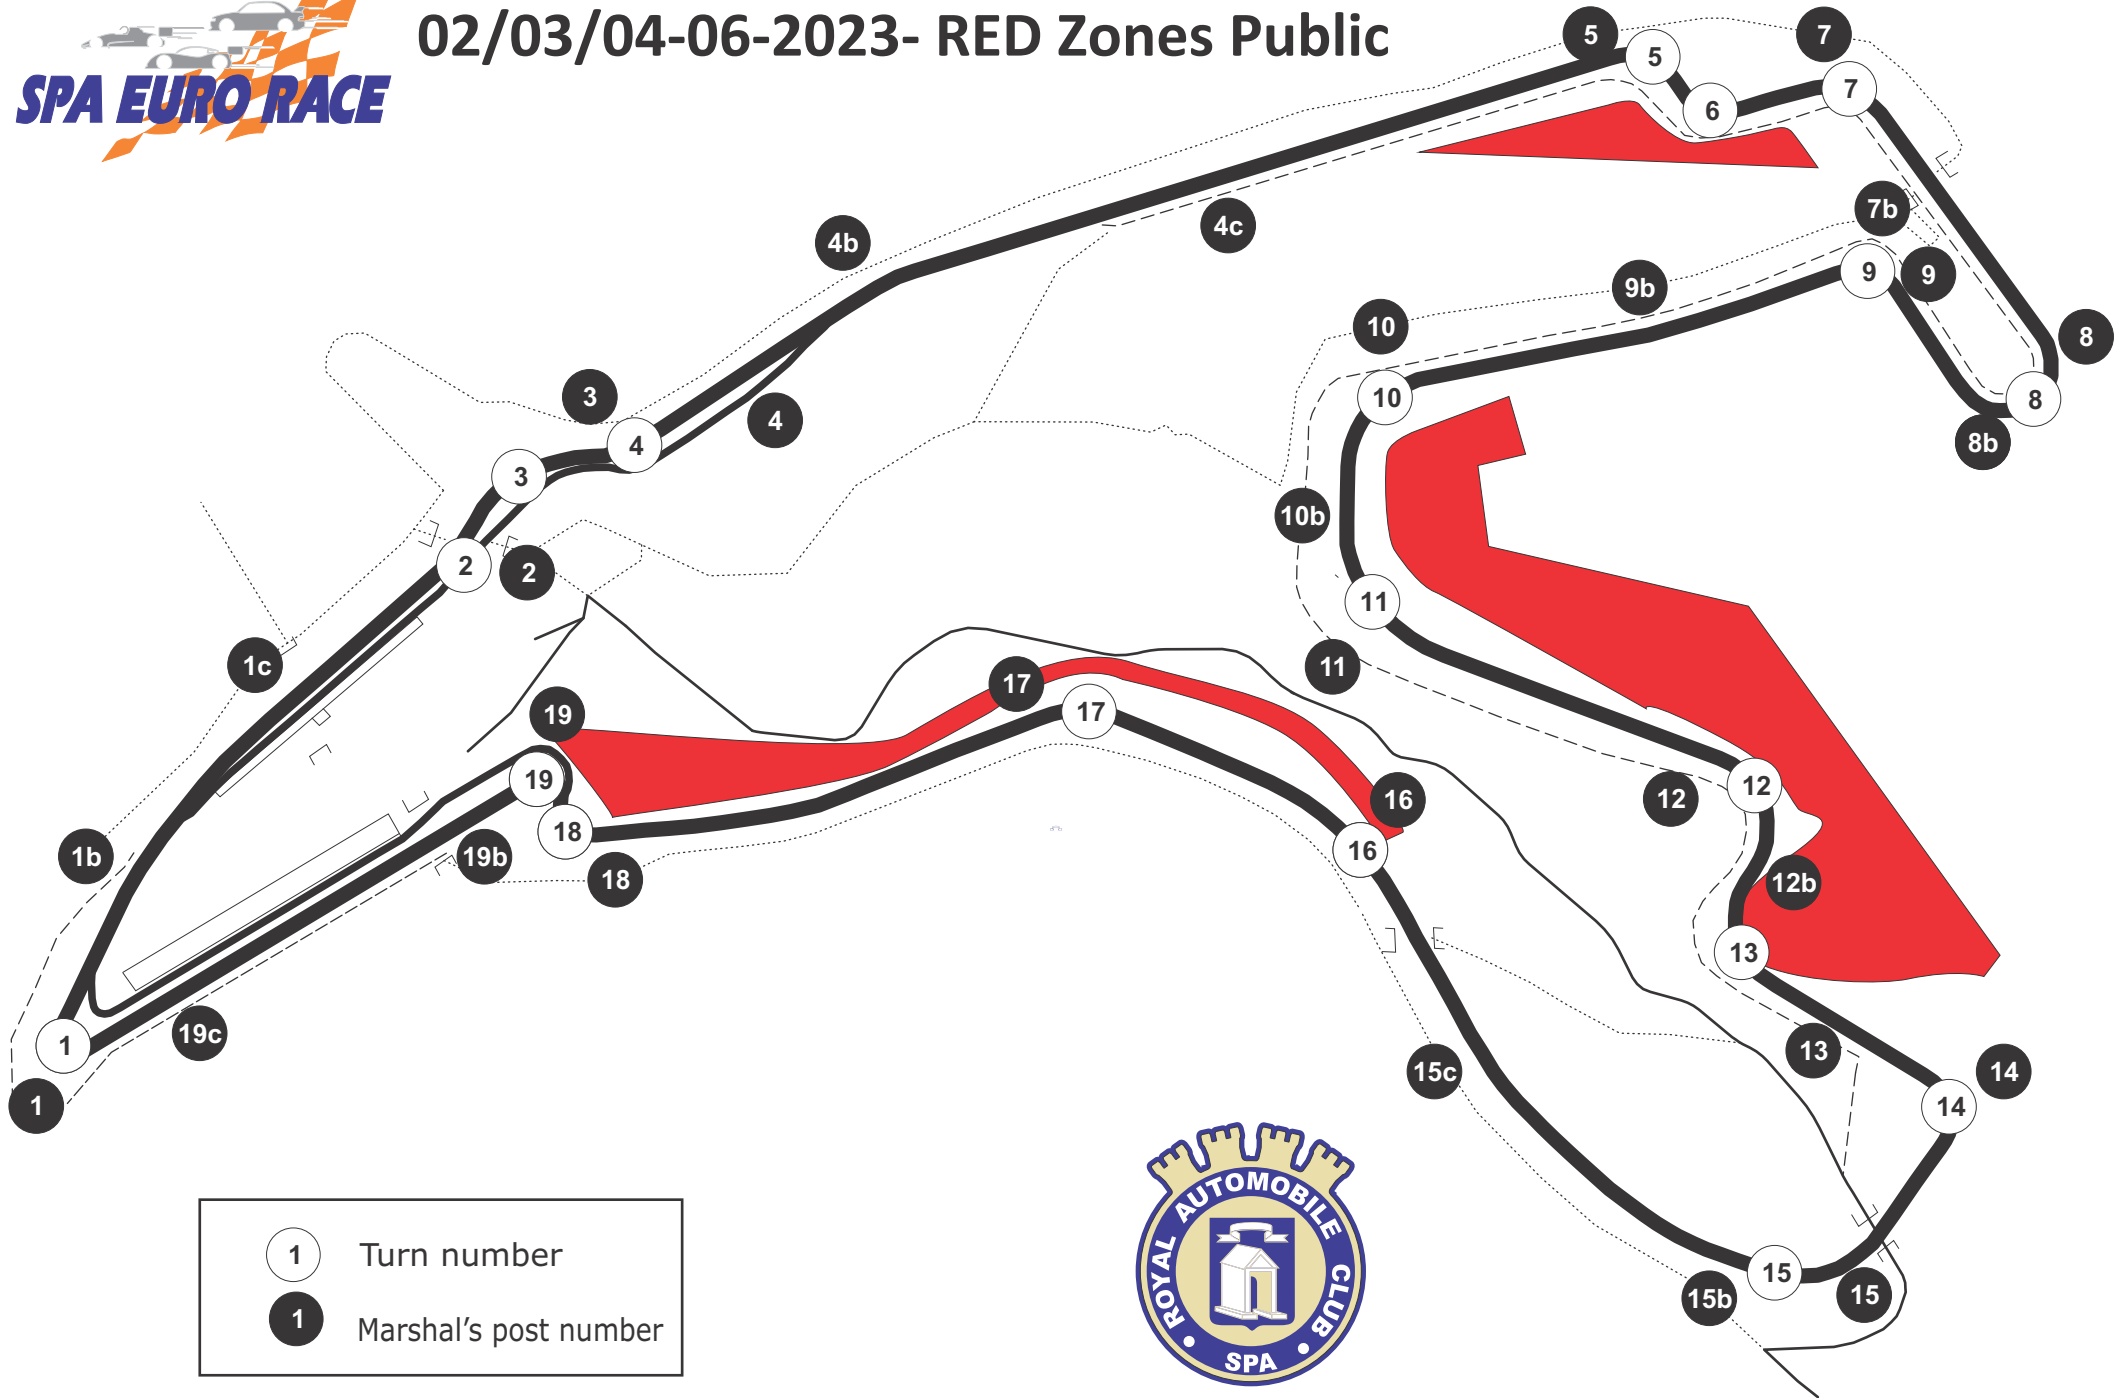 02/03/04-06-2023- RED Zones Public
SPA EURO RACE
5
7
5
7
6
7b
4c
4b
9
9
9b
10
8
3
10
8
4
8b
4
3
10b
2
2
11
1c
11
17
19
17
19
12
12
16
18
16
1b
19b
18
12b
13
19c
1
13
15c
14
1
14
15
15b
15
1 Turn number
1 Marshal's post number
ROYAL AUTOMOBILE CLUB
SPA